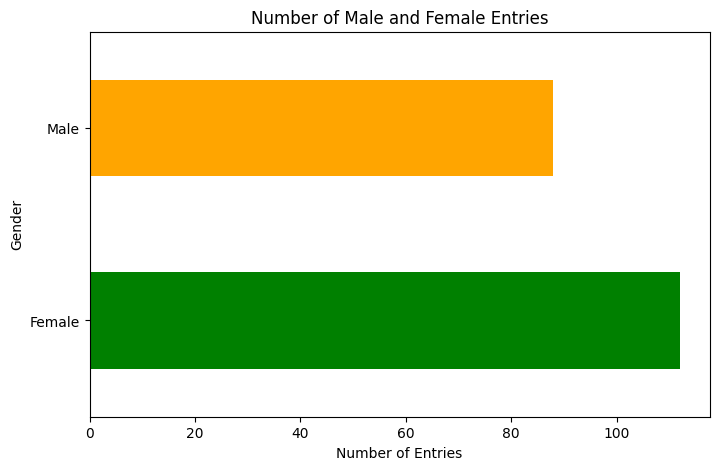 Number of Male and Female Entries
Male
Gender
Female
0 20 40 60 80 100
Number of Entries